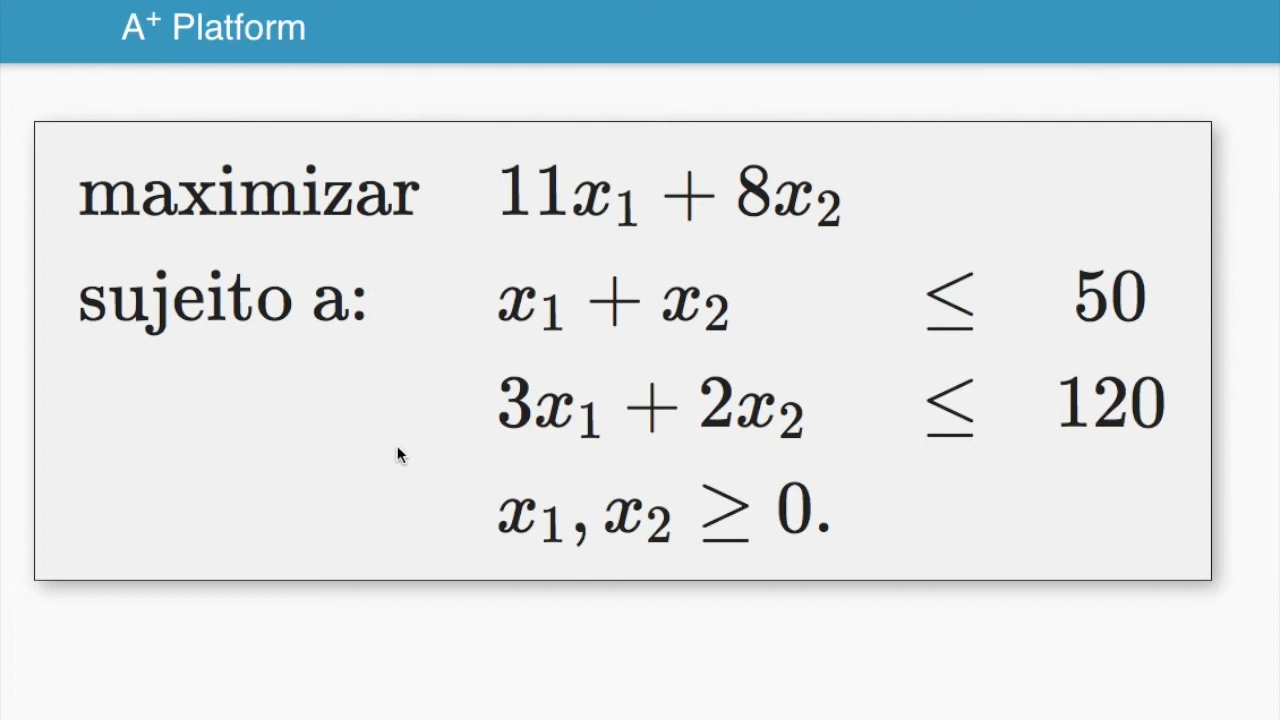 A⁺ Platform
maximizar 11x₁ + 8x₂
sujeito a: x₁ + x₂ ≤ 50
3x₁ + 2x₂ ≤ 120
x₁, x₂ ≥ 0.